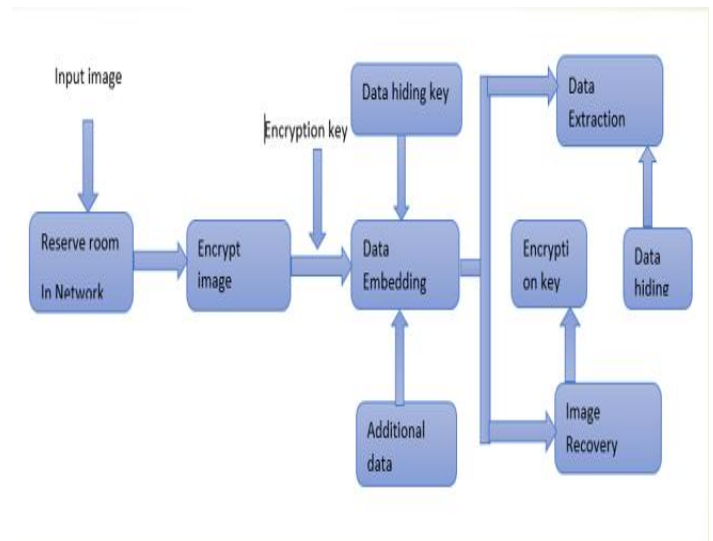 Input image
Encryption key
Data hiding key
Data
Extraction
Reserve room
In Network
Encrypt
image
Data
Embedding
Encrypti
on key
Data
hiding
Additional
data
Image
Recovery